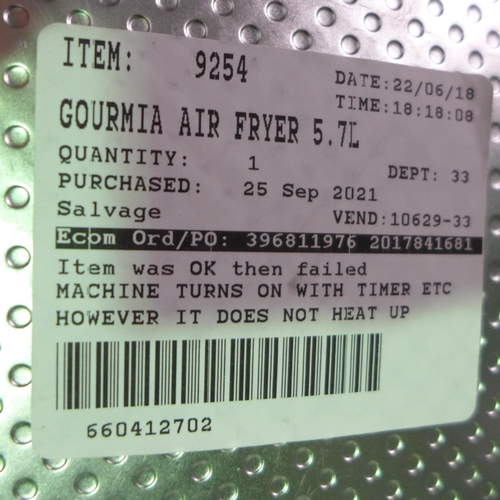 ITEM: 9254 DATE:22/06/18
TIME:18:18:08
GOURMIA AIR FRYER 5.7L
QUANTITY: 1 DEPT: 33
PURCHASED: 25 Sep 2021
Salvage VEND:10629-33
Ecom Ord/PO: 396811976 2017841681
Item was OK then failed
MACHINE TURNS ON WITH TIMER ETC
HOWEVER IT DOES NOT HEAT UP
660412702